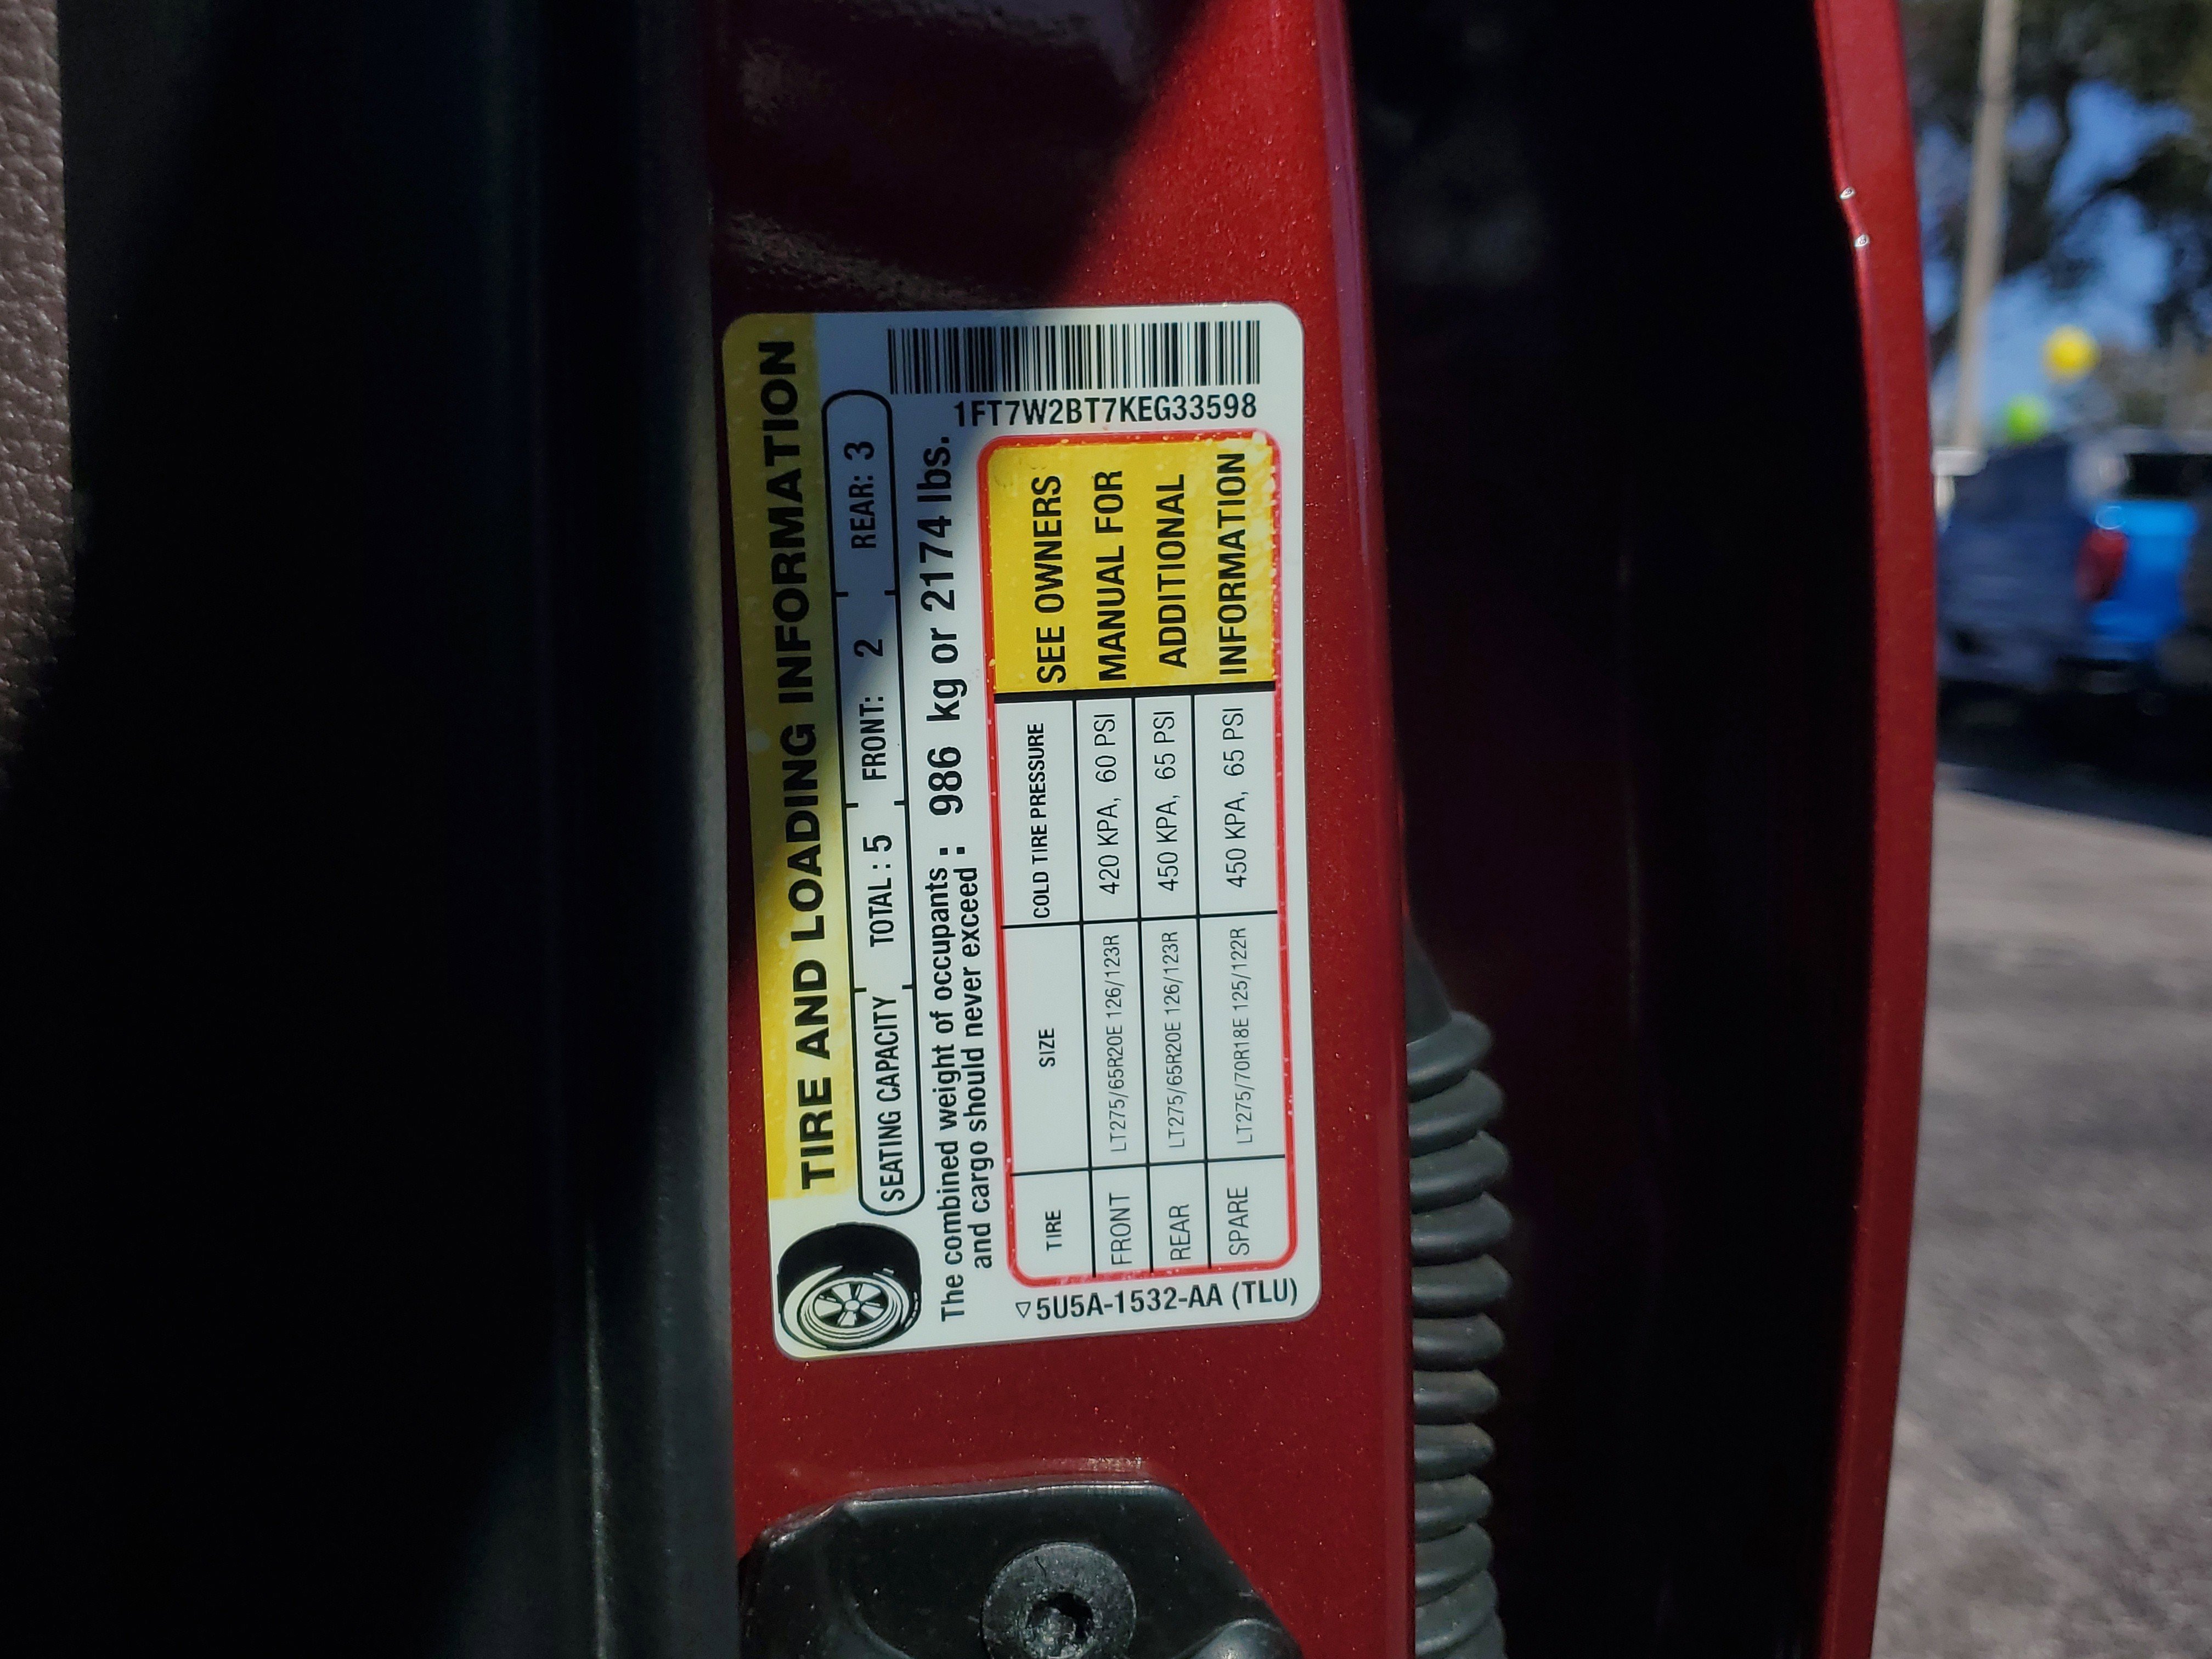 TIRE AND LOADING INFORMATION
SEATING CAPACITY TOTAL : 5 FRONT: 2 REAR: 3
The combined weight of occupants
and cargo should never exceed : 986 kg or 2174 lbs.
TIRE SIZE COLD TIRE PRESSURE
FRONT LT275/65R20E 126/123R 420 KPA, 60 PSI
REAR LT275/65R20E 126/123R 450 KPA, 65 PSI
SPARE LT275/70R18E 125/122R 450 KPA, 65 PSI
SEE OWNERS
MANUAL FOR
ADDITIONAL
INFORMATION
5U5A-1532-AA (TLU)
1FT7W2BT7KEG33598